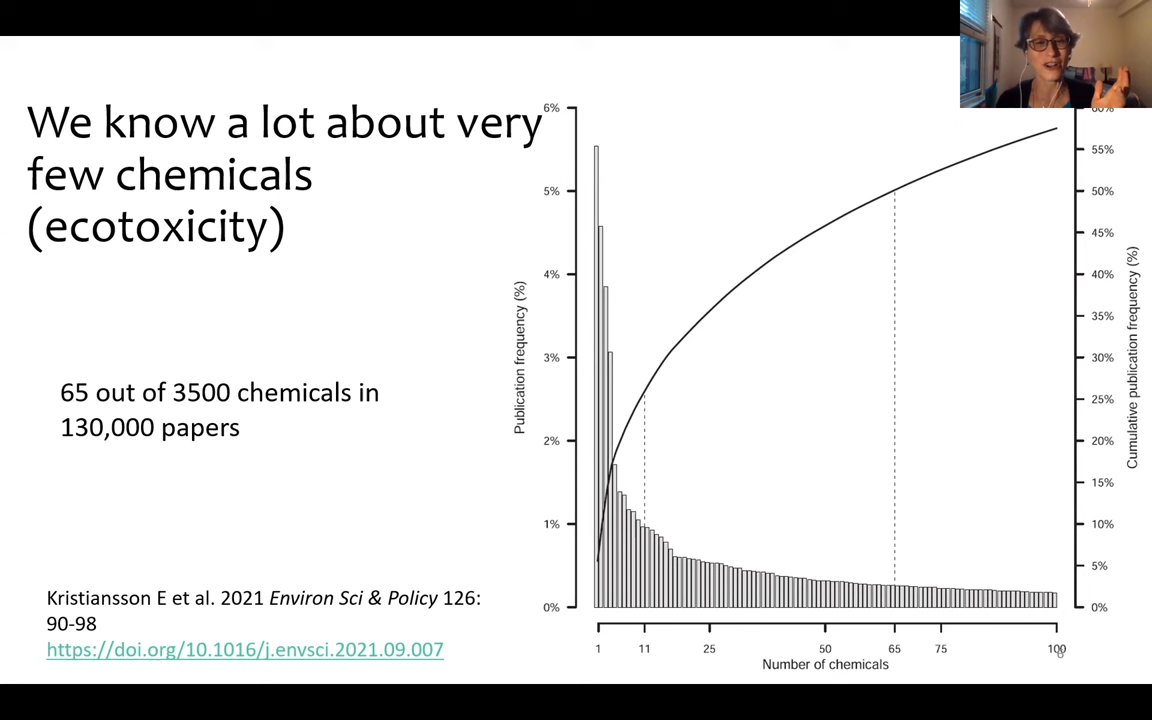 We know a lot about very
few chemicals
(ecotoxicity)
65 out of 3500 chemicals in
130,000 papers
Kristiansson E et al. 2021 Environ Sci & Policy 126:
90-98
https://doi.org/10.1016/j.envsci.2021.09.007
Publication frequency (%)
6%
5%
4%
3%
2%
1%
0%
60%
55%
50%
45%
40%
35%
30%
25%
20%
15%
10%
5%
0%
Cumulative publication frequency (%)
1 11 25 50 65 75 100
Number of chemicals